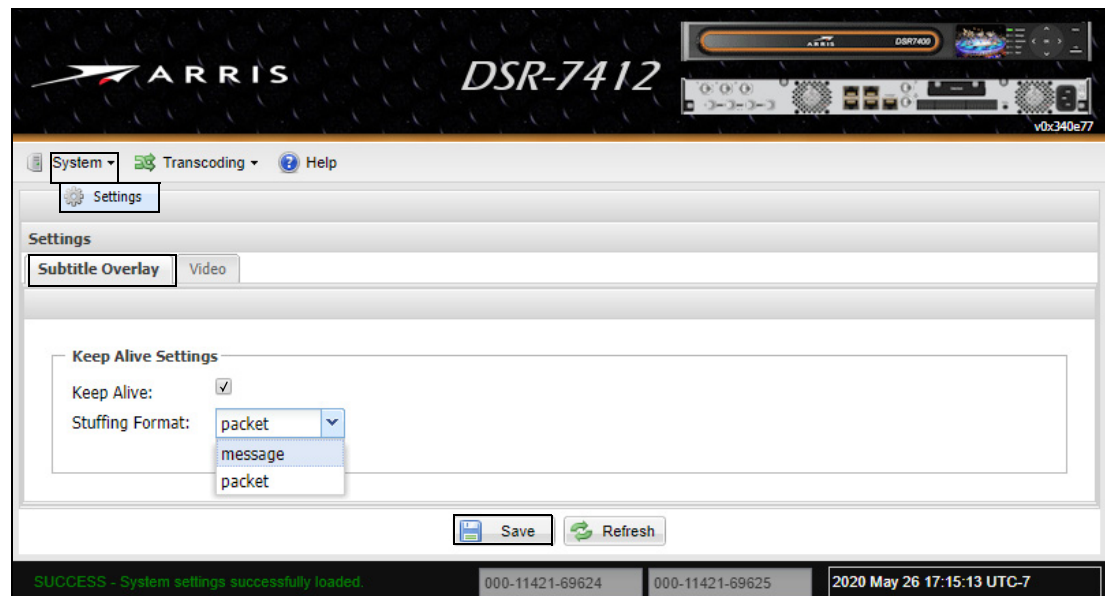 ARRIS
DSR-7412
ARRIS DSR7400
v0x340e77
System Transcoding Help
Settings
Settings
Subtitle Overlay Video
Keep Alive Settings
Keep Alive:
Stuffing Format: packet
message
packet
Save Refresh
SUCCESS - System settings successfully loaded. 000-11421-69624 000-11421-69625 2020 May 26 17:15:13 UTC-7